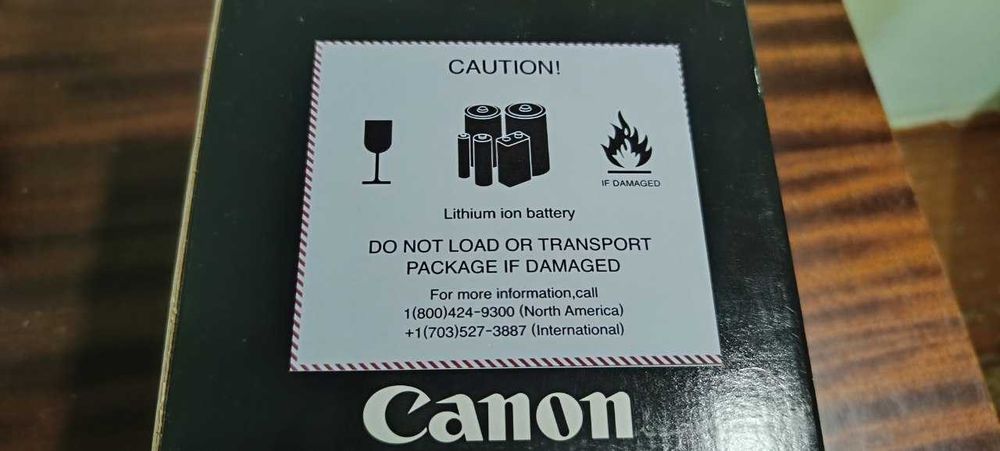 CAUTION!
IF DAMAGED
Lithium ion battery
DO NOT LOAD OR TRANSPORT
PACKAGE IF DAMAGED
For more information,call
1(800)424-9300 (North America)
+1(703)527-3887 (International)
Canon